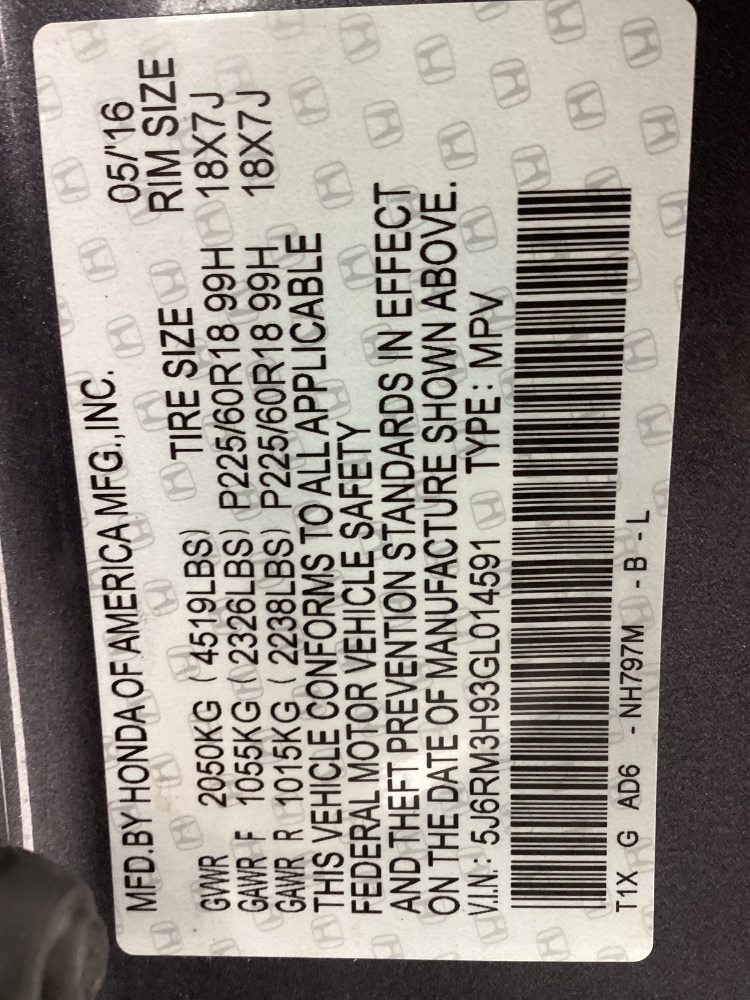 MFD.BY HONDA OF AMERICA MFG.,INC. 05/'16
TIRE SIZE RIM SIZE
GVWR 2050KG (4519LBS)
GAWR F 1055KG (2326LBS) P225/60R18 99H 18X7J
GAWR R 1015KG (2238LBS) P225/60R18 99H 18X7J
THIS VEHICLE CONFORMS TO ALL APPLICABLE
FEDERAL MOTOR VEHICLE SAFETY
AND THEFT PREVENTION STANDARDS IN EFFECT
ON THE DATE OF MANUFACTURE SHOWN ABOVE.
V.I.N.: 5J6RM3H93GL014591 TYPE: MPV
T1X G AD6 -NH797M -B-L